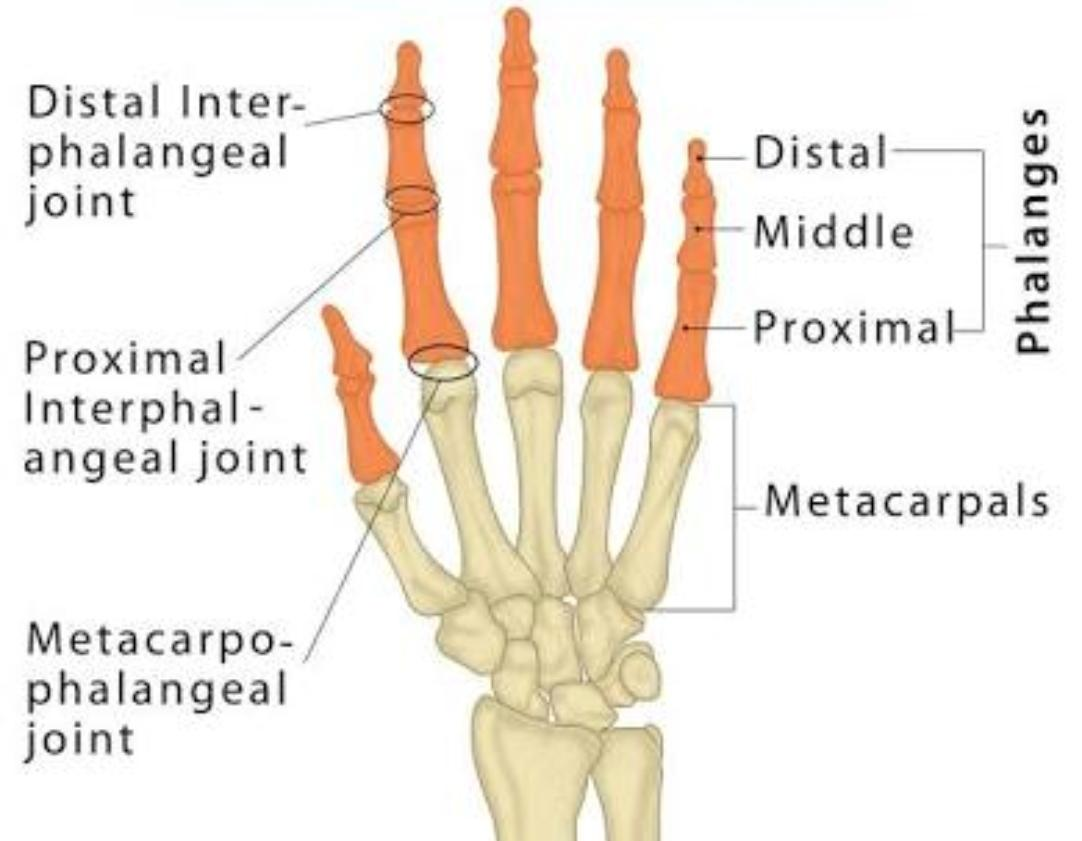 Distal Inter-
phalangeal
joint
Proximal
Interphal-
angeal joint
Metacarpo-
phalangeal
joint
Distal
Middle
Proximal
Phalanges
Metacarpals